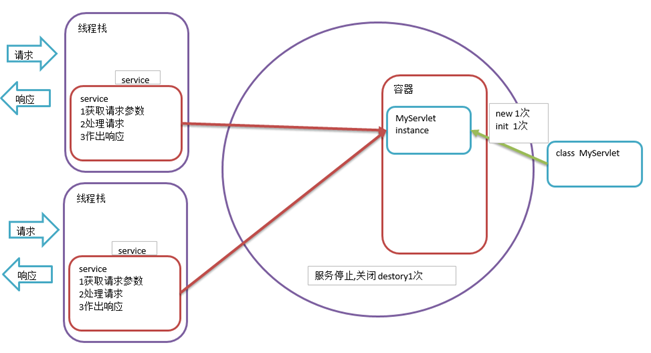 线程栈
请求
响应
service
service
1获取请求参数
2处理请求
3作出响应
线程栈
请求
响应
service
service
1获取请求参数
2处理请求
3作出响应
容器
MyServlet
instance
new 1次
init 1次
class MyServlet
服务停止,关闭 destory1次